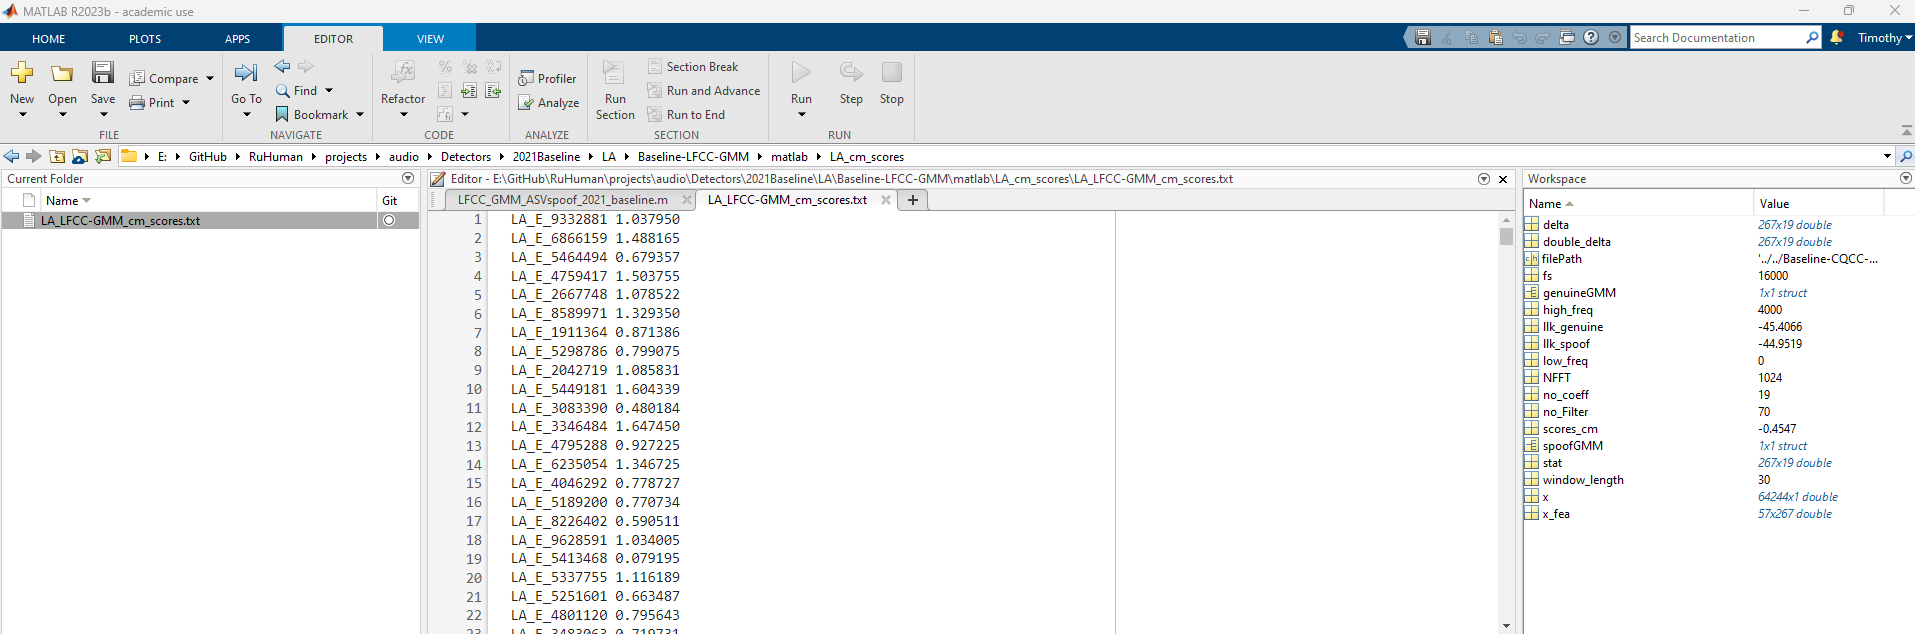 MATLAB R2023b - academic use
HOME PLOTS APPS EDITOR VIEW
Search Documentation Timothy
New Open Save Compare Print
FILE
Go To Find Bookmark
NAVIGATE
Refactor
CODE
Profiler Analyze
ANALYZE
Run Section Section Break Run and Advance Run to End
SECTION
Run Step Stop
RUN
E: GitHub RuHuman projects audio Detectors 2021Baseline LA Baseline-LFCC-GMM matlab LA_cm_scores
Current Folder
Name Git
LA_LFCC-GMM_cm_scores.txt
Editor - E:\GitHub\RuHuman\projects\audio\Detectors\2021Baseline\LA\Baseline-LFCC-GMM\matlab\LA_cm_scores\LA_LFCC-GMM_cm_scores.txt
LFCC_GMM_ASVspoof_2021_baseline.m LA_LFCC-GMM_cm_scores.txt
1 LA_E_9332881 1.037950
2 LA_E_6866159 1.488165
3 LA_E_5464494 0.679357
4 LA_E_4759417 1.503755
5 LA_E_2667748 1.078522
6 LA_E_8589971 1.329350
7 LA_E_1911364 0.871386
8 LA_E_5298786 0.799075
9 LA_E_2042719 1.085831
10 LA_E_5449181 1.604339
11 LA_E_3083390 0.480184
12 LA_E_3346484 1.647450
13 LA_E_4795288 0.927225
14 LA_E_6235054 1.346725
15 LA_E_4046292 0.778727
16 LA_E_5189200 0.770734
17 LA_E_8226402 0.590511
18 LA_E_9628591 1.034005
19 LA_E_5413468 0.079195
20 LA_E_5337755 1.116189
21 LA_E_5251601 0.663487
22 LA_E_4801120 0.795643
23 LA_E_3483063 0.719731
Workspace
Name Value
delta 267x19 double
double_delta 267x19 double
filePath '../../Baseline-CQCC-...
fs 16000
genuineGMM 1x1 struct
high_freq 4000
llk_genuine -45.4066
llk_spoof -44.9519
low_freq 0
NFFT 1024
no_coeff 19
no_Filter 70
scores_cm -0.4547
spoofGMM 1x1 struct
stat 267x19 double
window_length 30
x 64244x1 double
x_fea 57x267 double